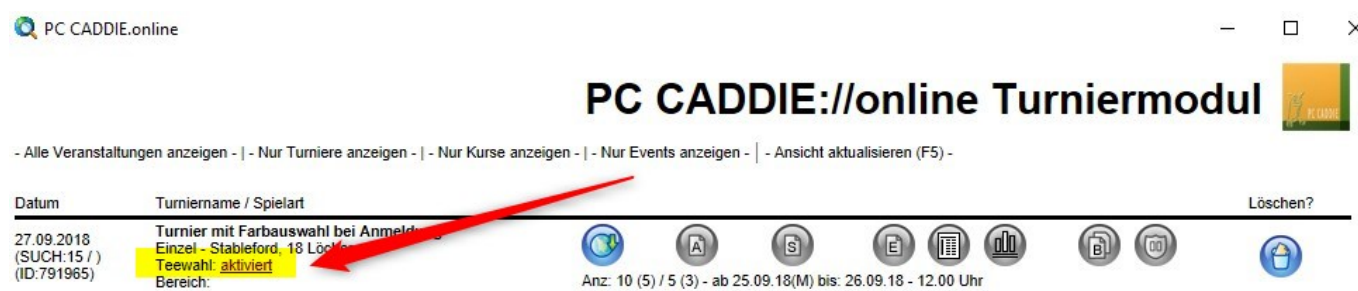 PC CADDIE.online
PC CADDIE://online Turniermodul
PC CADDIE
- Alle Veranstaltungen anzeigen - | - Nur Turniere anzeigen - | - Nur Kurse anzeigen - | - Nur Events anzeigen - | - Ansicht aktualisieren (F5) -
Datum Turniername / Spielart Löschen?
27.09.2018 Turnier mit Farbauswahl bei
(SUCH:15 / ) Einzel - Stableford, 18
(ID:791965) Teewahl: aktiviert
Bereich:
A S E B
Anz: 10 (5) / 5 (3) - ab 25.09.18(M) bis: 26.09.18 - 12.00 Uhr